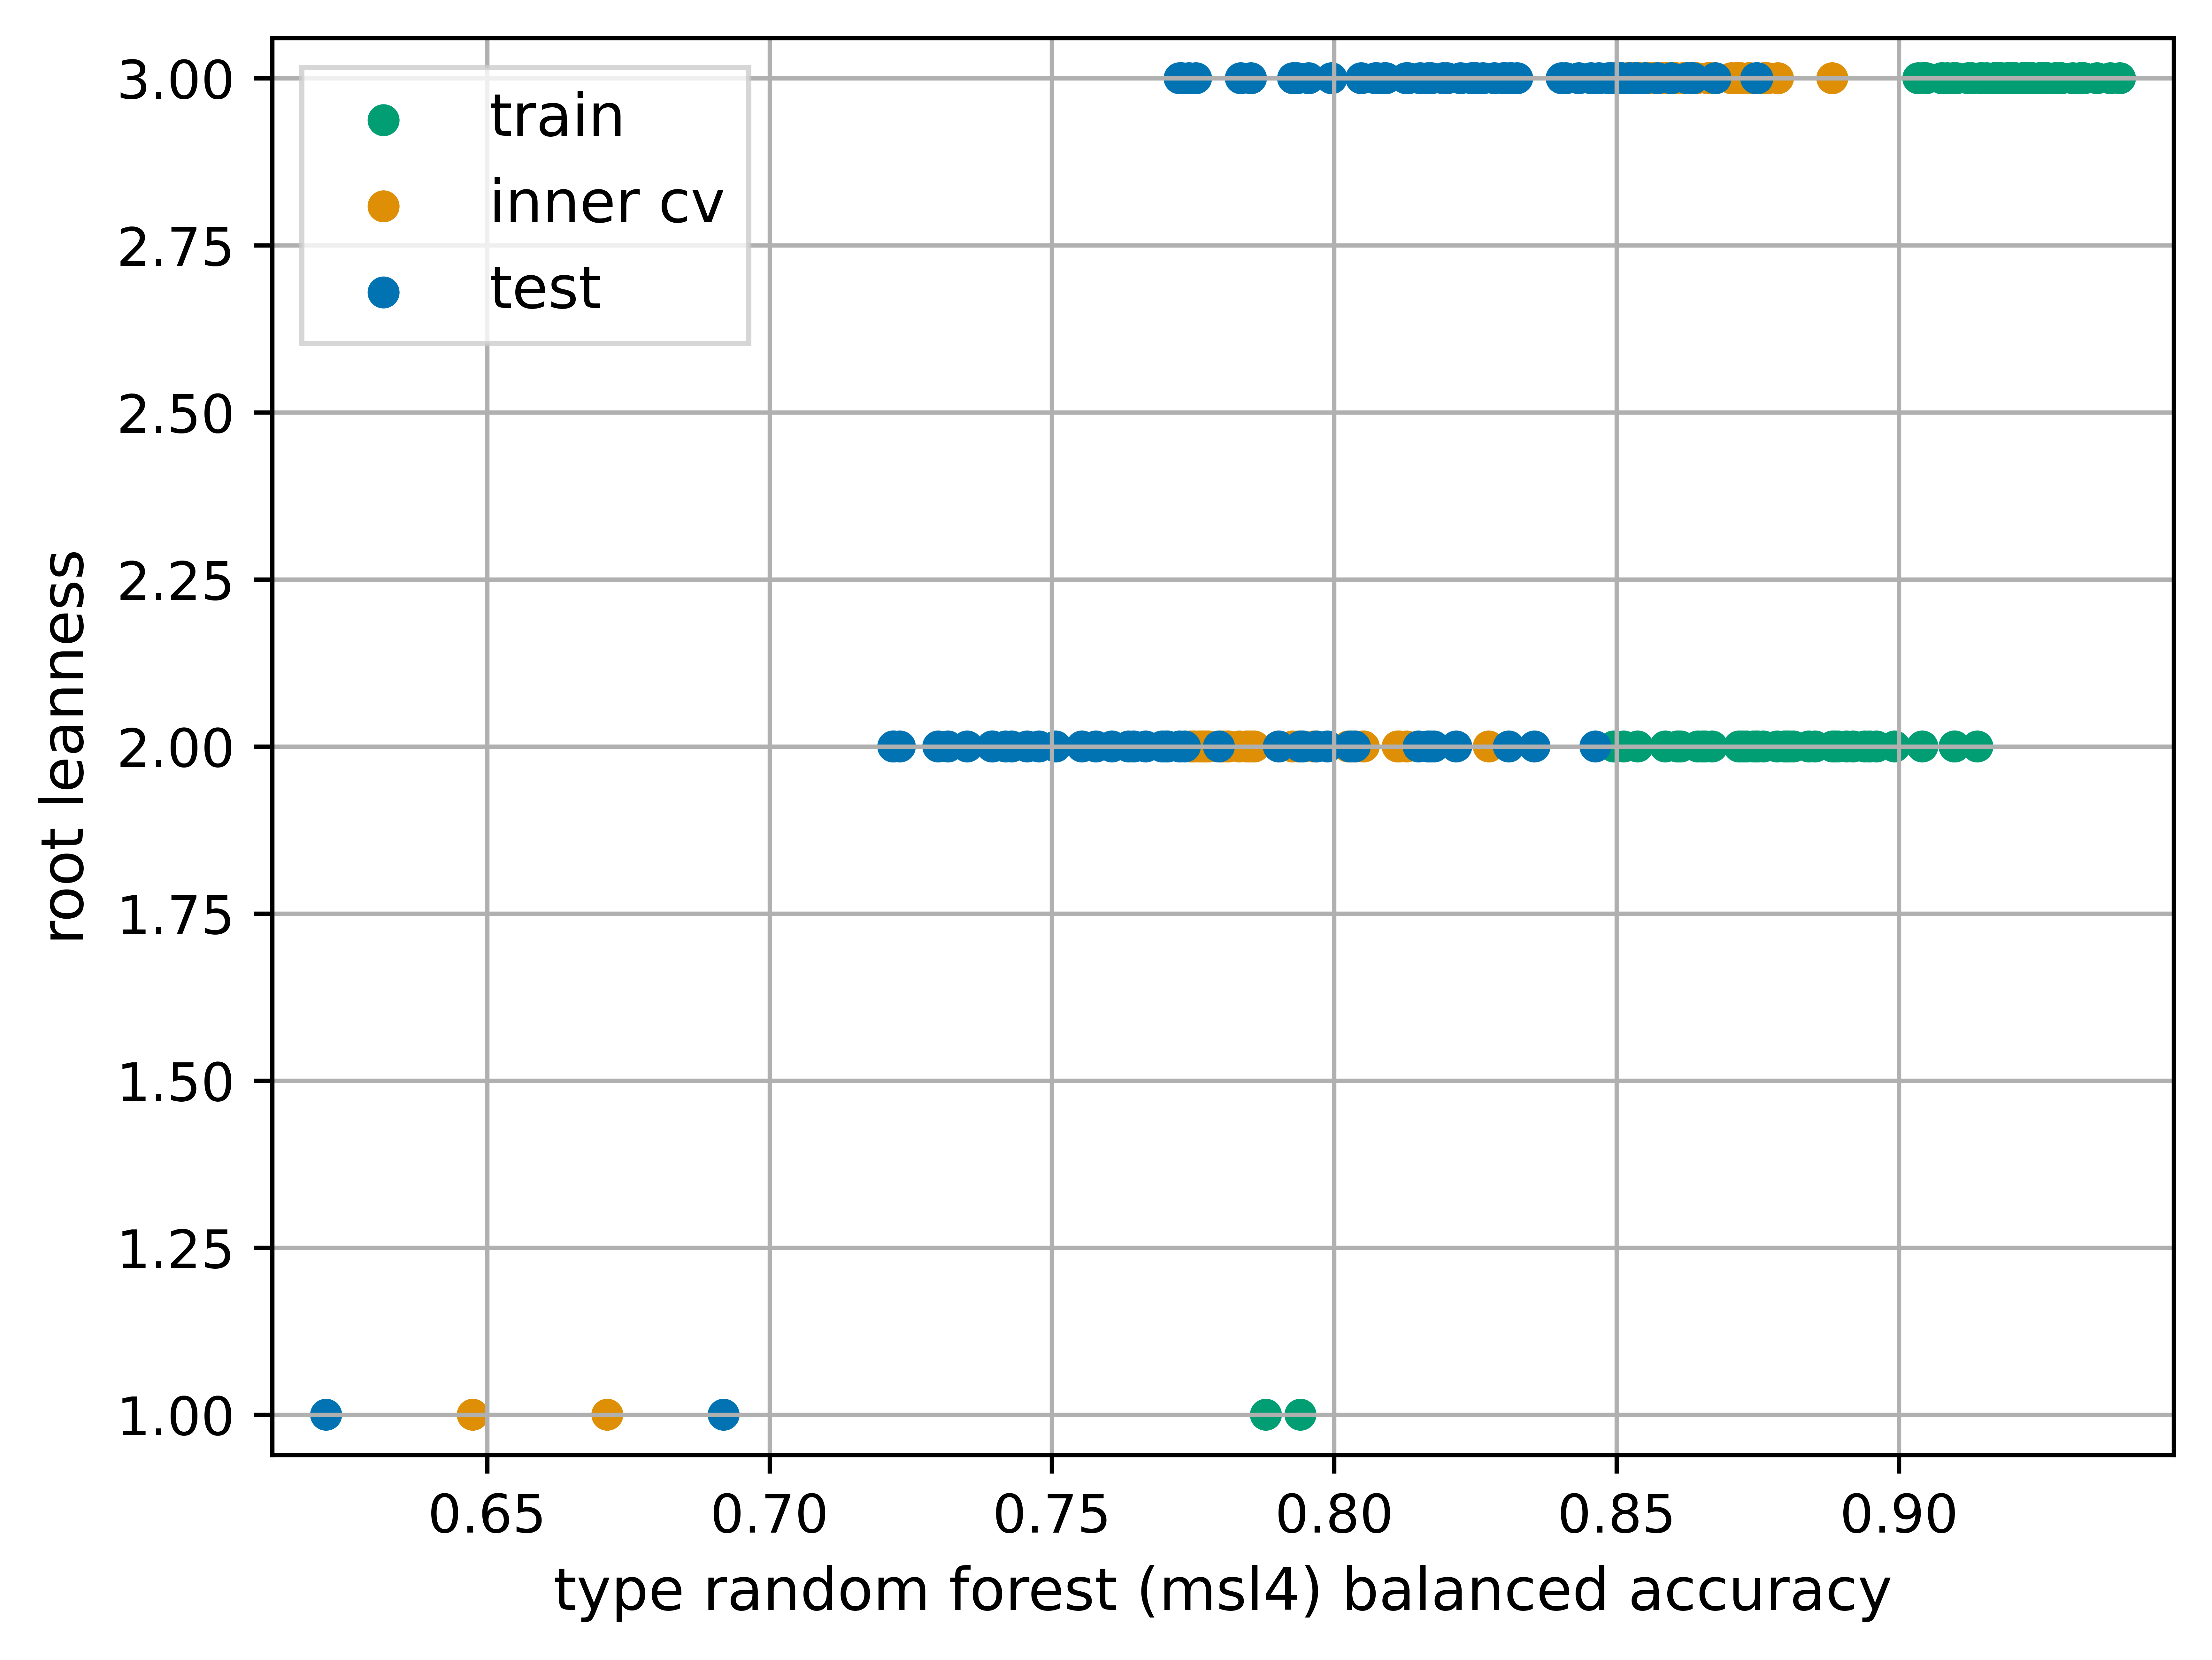 3.00
2.75
2.50
2.25
2.00
1.75
1.50
1.25
1.00
root leanness
train
inner cv
test
0.65 0.70 0.75 0.80 0.85 0.90
type random forest (msl4) balanced accuracy